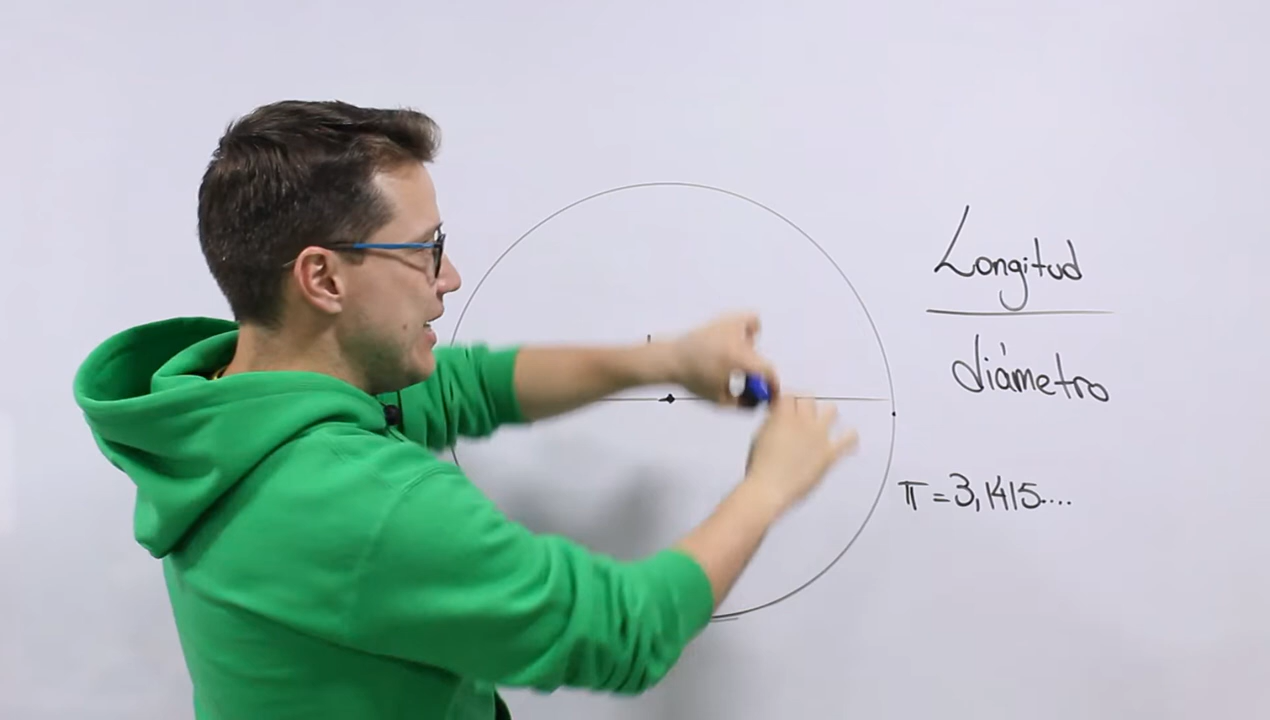 Longitud
diámetro
π = 3,1415....